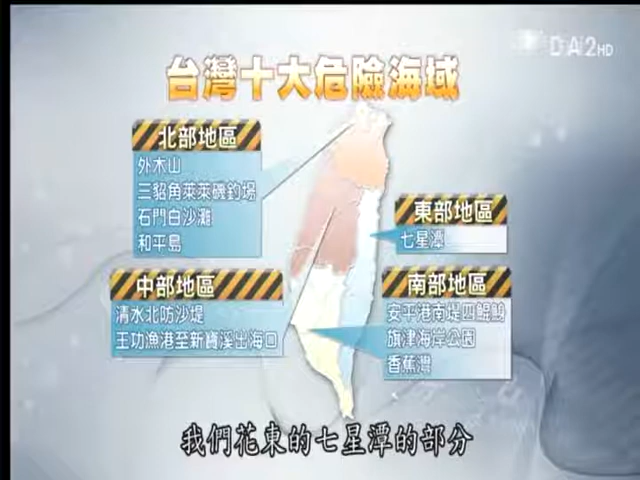 DA2HD
台灣十大危險海域
北部地區
外木山
三貂角萊萊磯釣場
石門白沙灘
和平島
東部地區
七星潭
中部地區
清水北防沙堤
王功漁港至新寶溪出海口
南部地區
安平港南堤四鯤鯓
旗津海岸公園
香蕉灣
我們花東的七星潭的部分